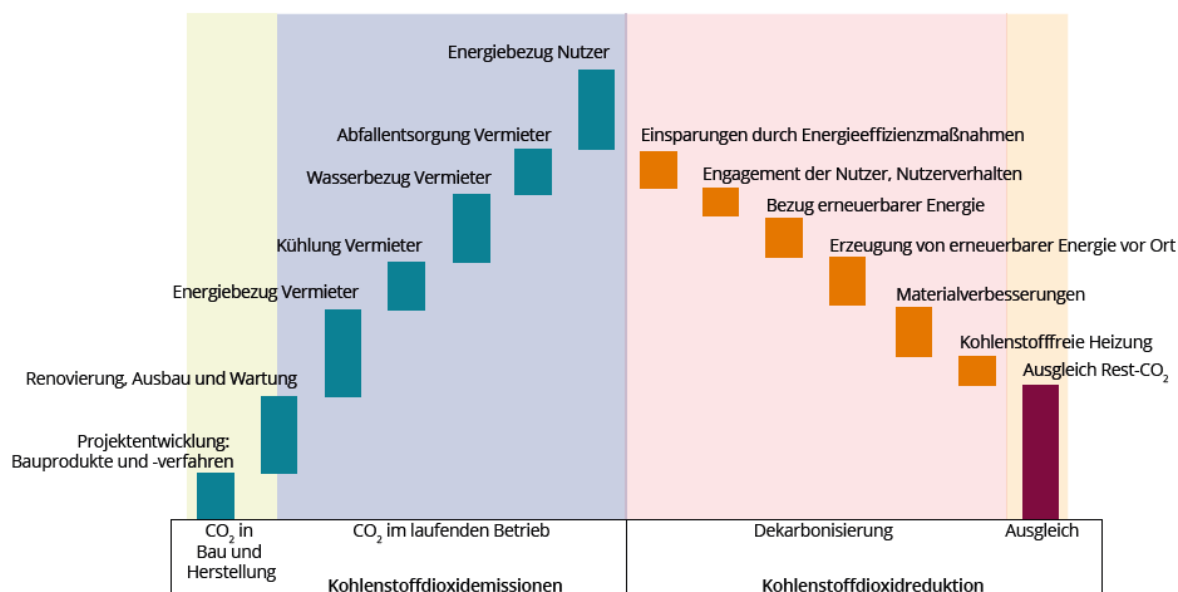 Energiebezug Nutzer
Abfallentsorgung Vermieter
Wasserbezug Vermieter
Kühlung Vermieter
Energiebezug Vermieter
Renovierung, Ausbau und Wartung
Projektentwicklung:
Bauprodukte und -verfahren
Einsparungen durch Energieeffizienzmaßnahmen
Engagement der Nutzer, Nutzerverhalten
Bezug erneuerbarer Energie
Erzeugung von erneuerbarer Energie vor Ort
Materialverbesserungen
Kohlenstofffreie Heizung
Ausgleich Rest-CO₂
CO₂ in
Bau und
Herstellung
CO₂ im laufenden Betrieb
Dekarbonisierung
Ausgleich
Kohlenstoffdioxidemissionen
Kohlenstoffdioxidreduktion